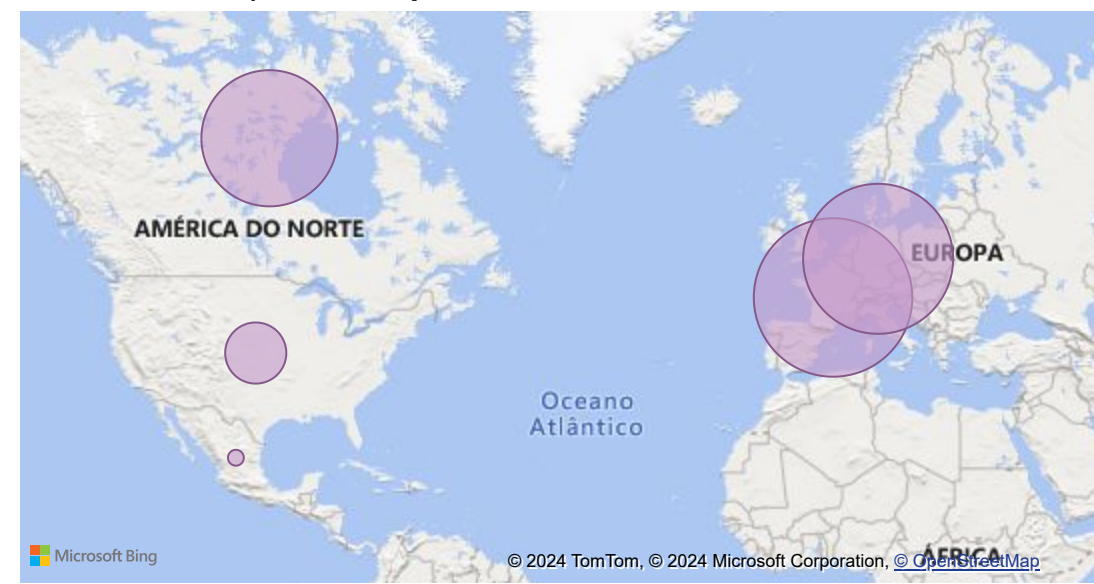 AMÉRICA DO NORTE
EUROPA
Oceano
Atlântico
ÁFRICA
Microsoft Bing
© 2024 TomTom, © 2024 Microsoft Corporation, © OpenStreetMap